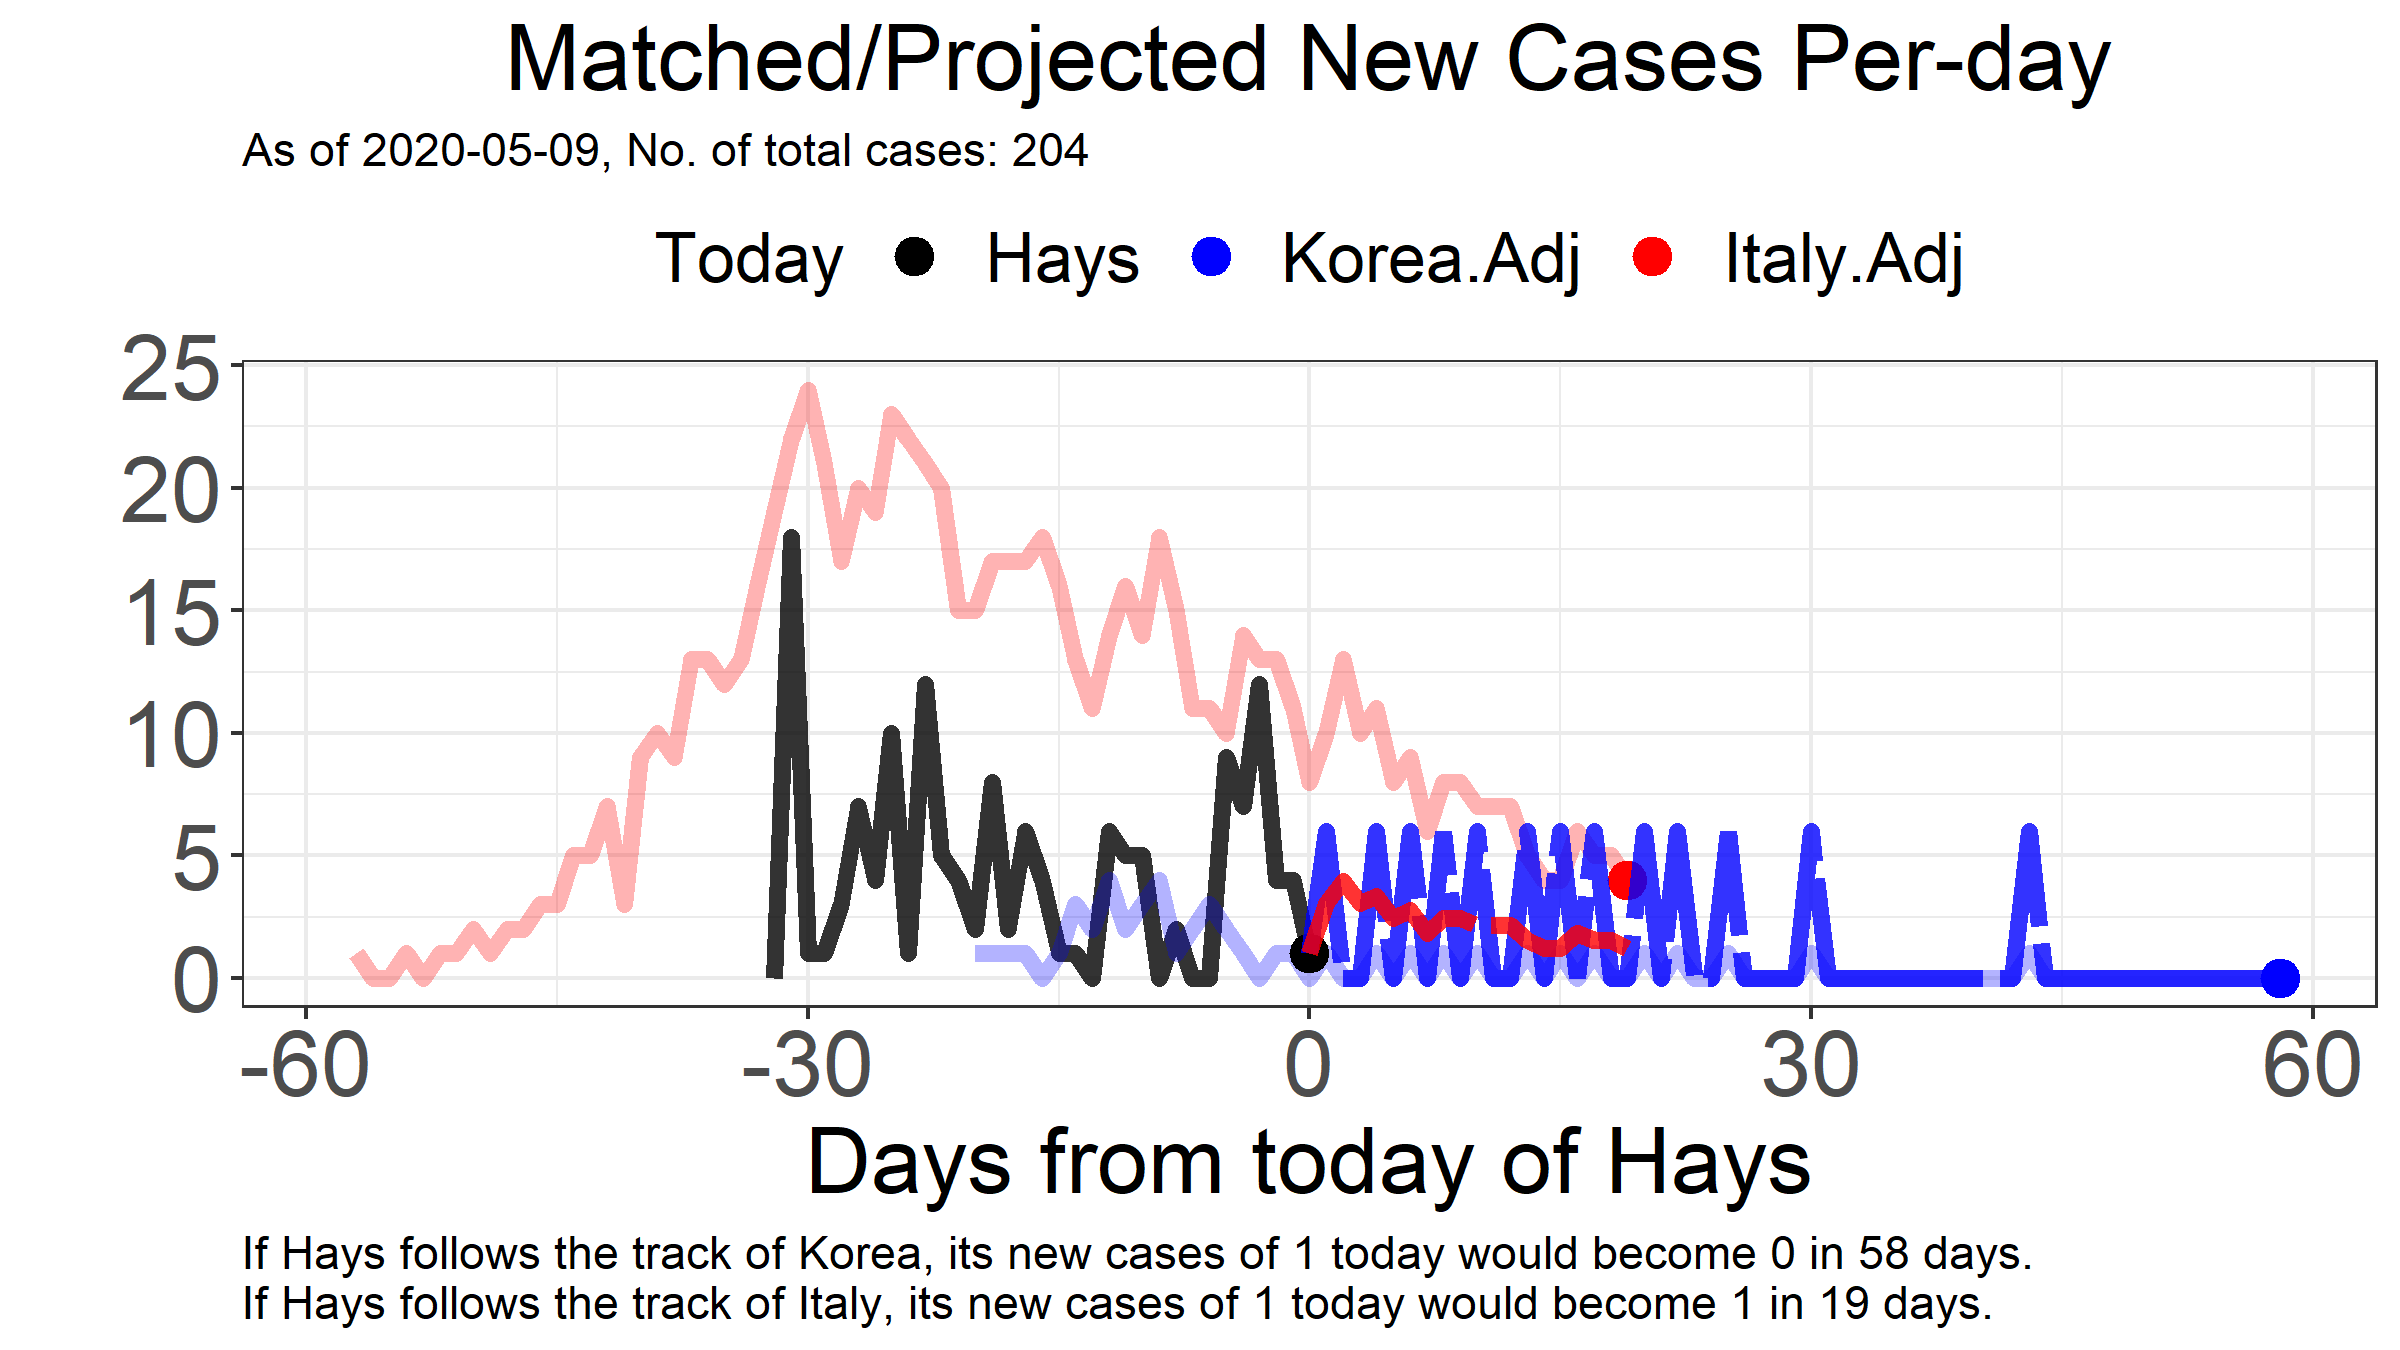 Matched/Projected New Cases Per-day
As of 2020-05-09, No. of total cases: 204
Today Hays Korea.Adj Italy.Adj
25
20
15
10
5
0
-60 -30 0 30 60
Days from today of Hays
If Hays follows the track of Korea, its new cases of 1 today would become 0 in 58 days.
If Hays follows the track of Italy, its new cases of 1 today would become 1 in 19 days.